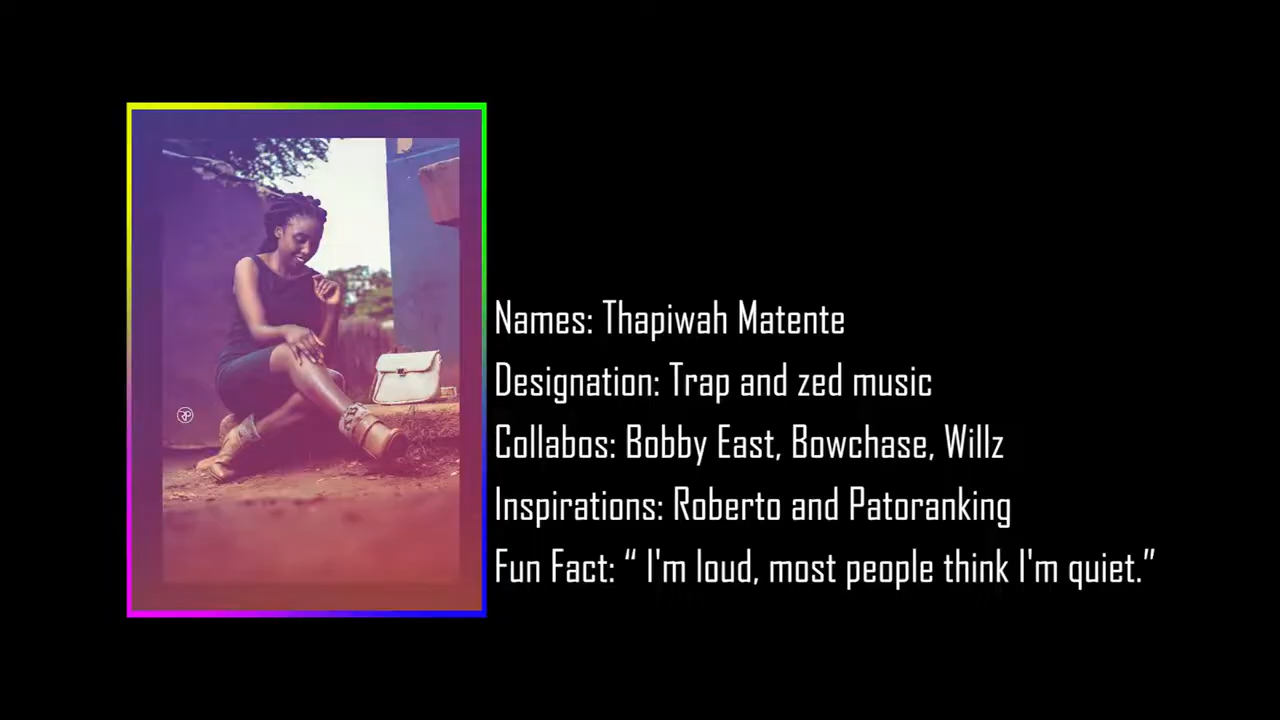 Names: Thapiwah Matente
Designation: Trap and zed music
Collabos: Bobby East, Bowchase, Willz
Inspirations: Roberto and Patoranking
Fun Fact: “ I'm loud, most people think I'm quiet.”